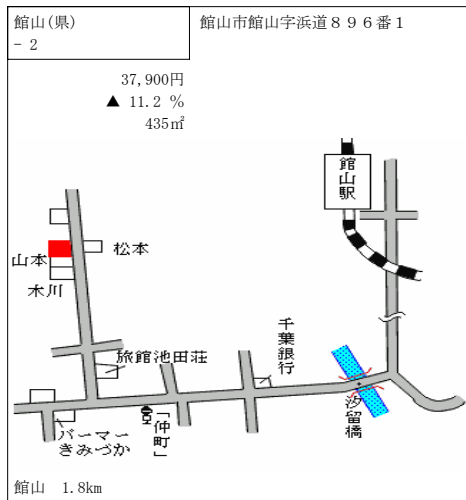 館山(県)
- 2
館山市館山字浜道８９６番１
37,900円
▲ 11.2 %
435㎡
館山駅
松本
山本
木川
旅館池田荘
千葉銀行
「仲町」
汐留橋
パーマー
きみづか
館山 1.8km